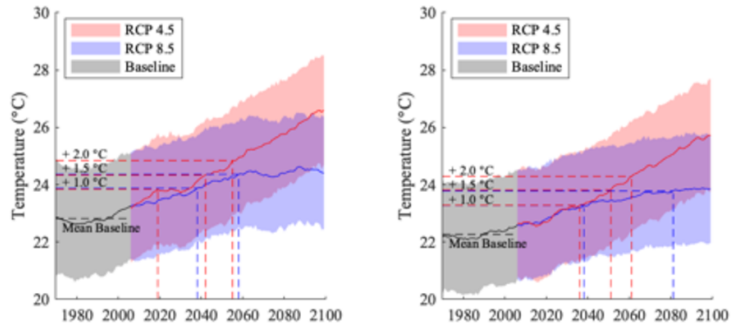 30
28
26
24
22
20
Temperature (°C)
RCP 4.5
RCP 8.5
Baseline
+ 2.0 °C
+ 1.5 °C
+ 1.0 °C
Mean Baseline
1980 2000 2020 2040 2060 2080 2100
30
28
26
24
22
20
Temperature (°C)
RCP 4.5
RCP 8.5
Baseline
+ 2.0 °C
+ 1.5 °C
+ 1.0 °C
Mean Baseline
1980 2000 2020 2040 2060 2080 2100